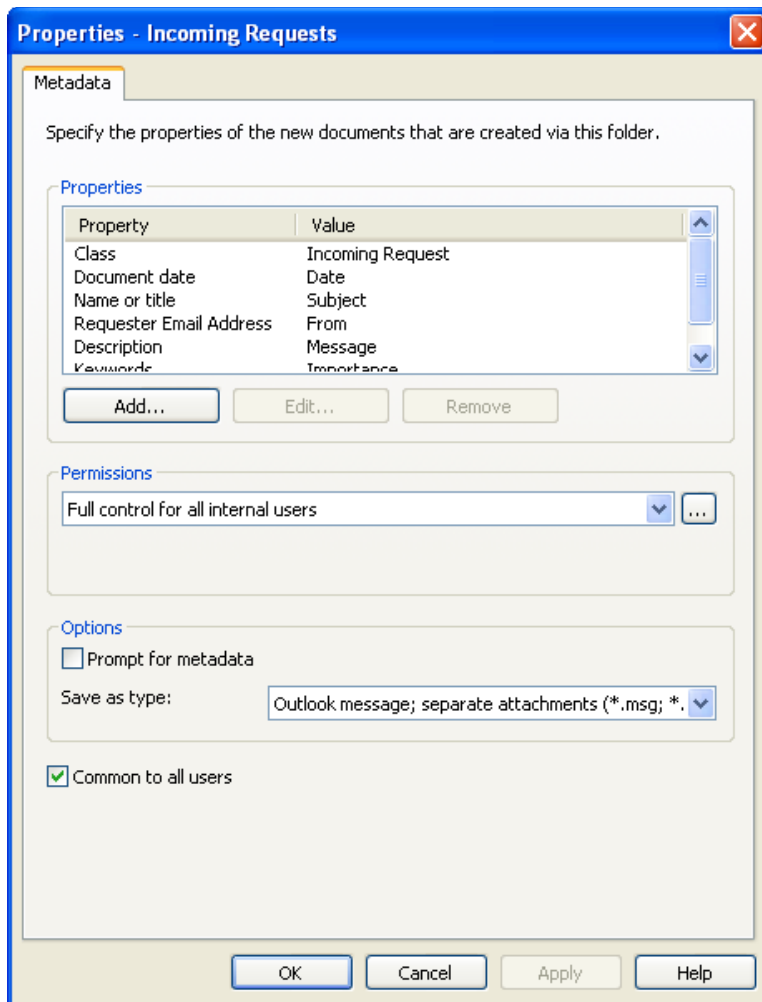 Properties - Incoming Requests
Metadata
Specify the properties of the new documents that are created via this folder.
Properties
Property Value
Class Incoming Request
Document date Date
Name or title Subject
Requester Email Address From
Description Message
Keywords Importance
Add... Edit... Remove
Permissions
Full control for all internal users ...
Options
Prompt for metadata
Save as type: Outlook message; separate attachments (*.msg; *.
Common to all users
OK Cancel Apply Help